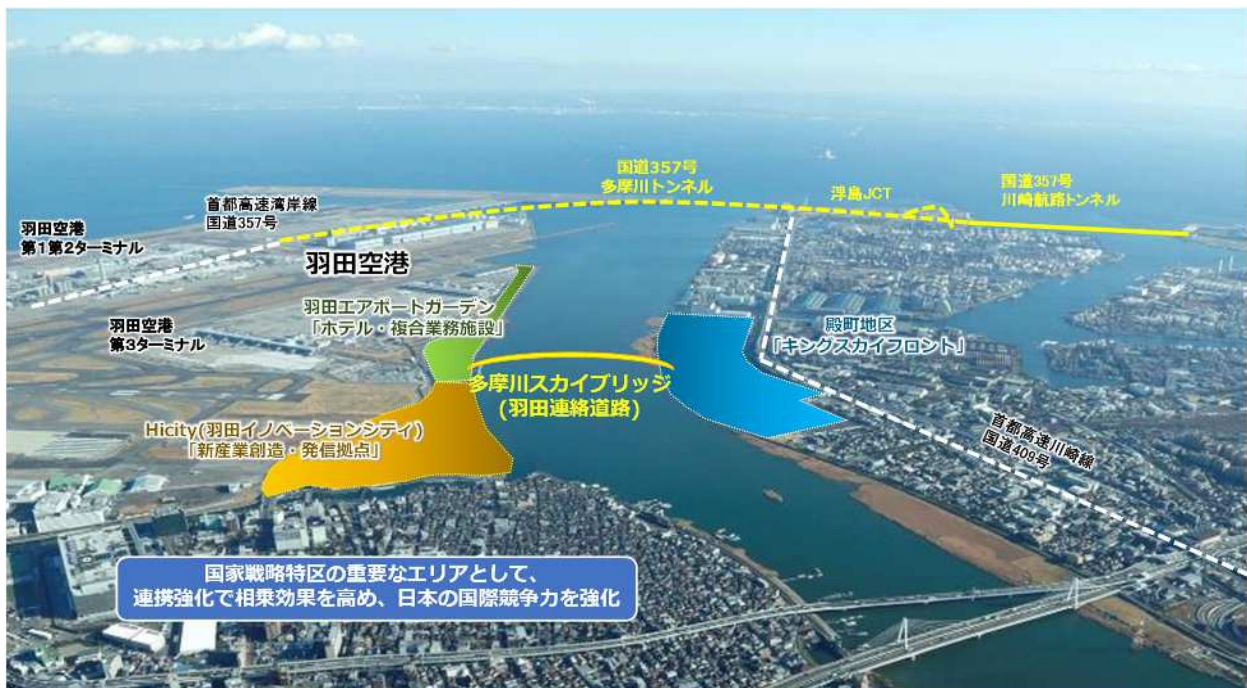 国道357号
多摩川トンネル
浮島JCT
国道357号
川崎航路トンネル
首都高速湾岸線
国道357号
羽田空港
第1第2ターミナル
羽田空港
羽田エアポートガーデン
「ホテル・複合業務施設」
羽田空港
第3ターミナル
殿町地区
「キングスカイフロント」
多摩川スカイブリッジ
(羽田連絡道路)
Hicity(羽田イノベーションシティ)
「新産業創造・発信拠点」
首都高速川崎線
国道409号
国家戦略特区の重要なエリアとして、
連携強化で相乗効果を高め、日本の国際競争力を強化